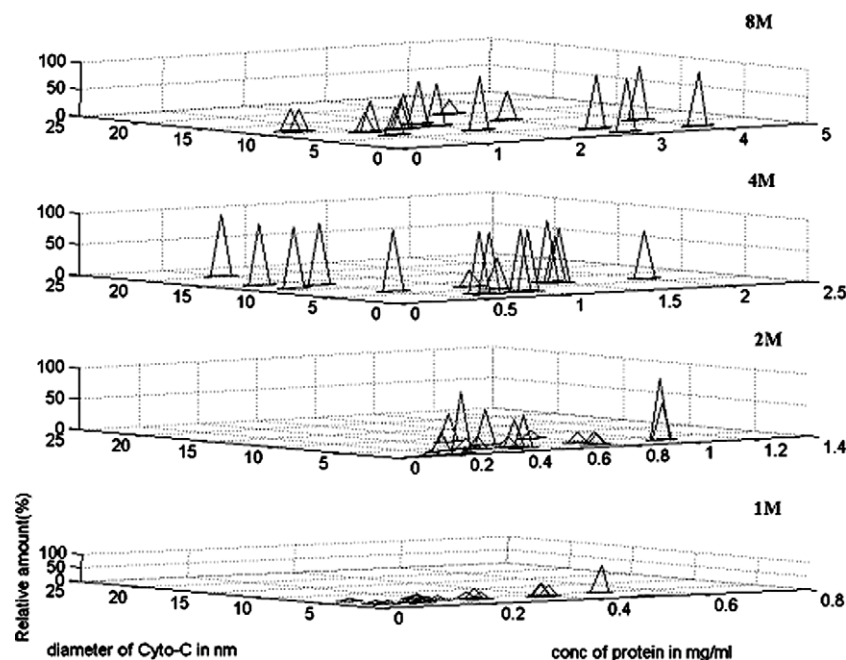 8M
100
50
0
25 20 15 10 5 0 0 1 2 3 4 5
4M
100
50
0
25 20 15 10 5 0 0 0.5 1 1.5 2 2.5
2M
100
50
0
25 20 15 10 5 0 0.2 0.4 0.6 0.8 1 1.2 1.4
1M
100
50
0
25 20 15 10 5 0 0.2 0.4 0.6 0.8
Relative amount(%)
diameter of Cyto-C in nm
conc of protein in mg/ml